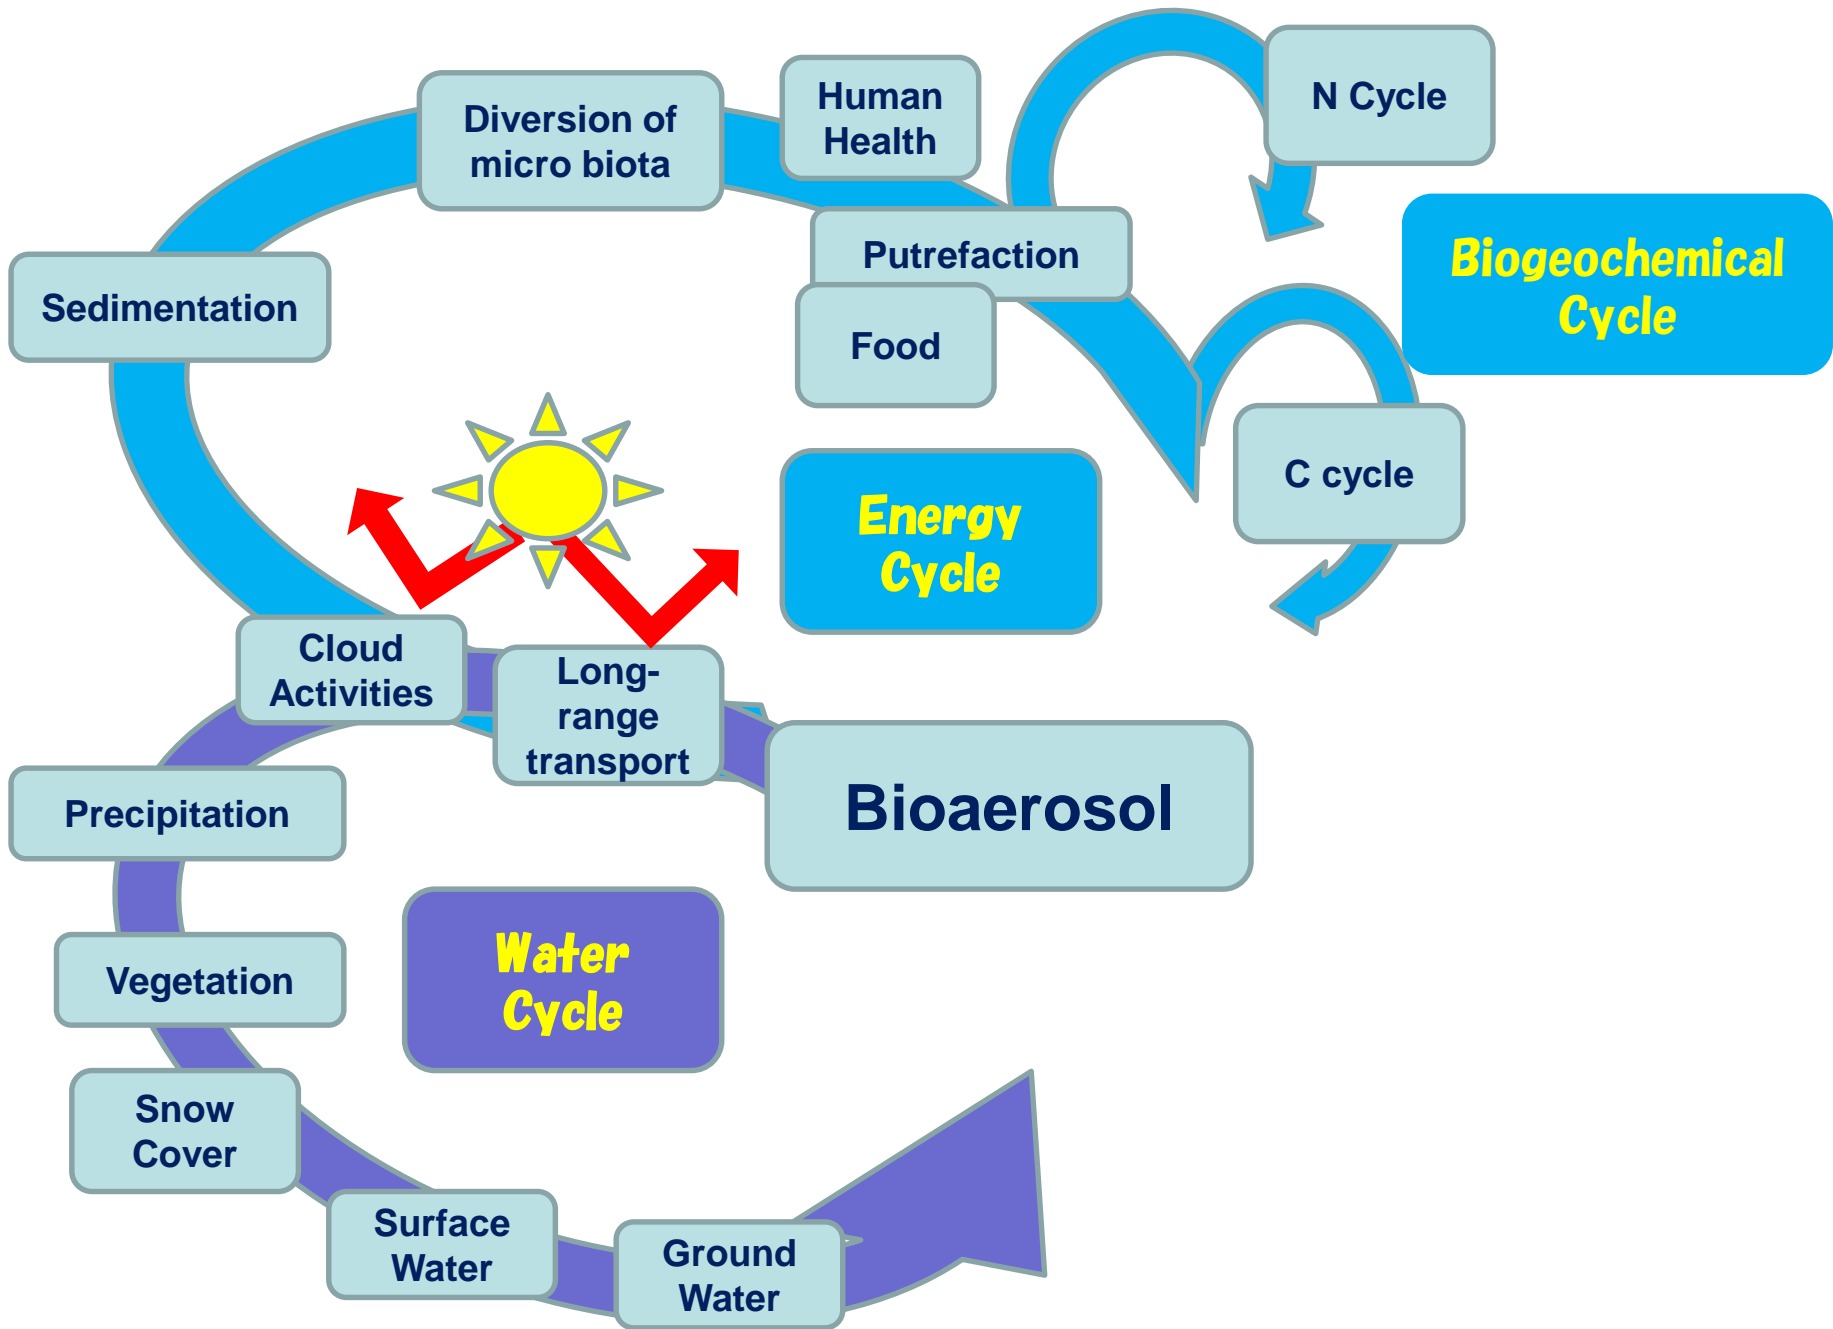 Diversion of
micro biota
Human
Health
N Cycle
Putrefaction
Food
Biogeochemical
Cycle
Sedimentation
C cycle
Energy
Cycle
Cloud
Activities
Long-
range
transport
Bioaerosol
Precipitation
Water
Cycle
Vegetation
Snow
Cover
Surface
Water
Ground
Water